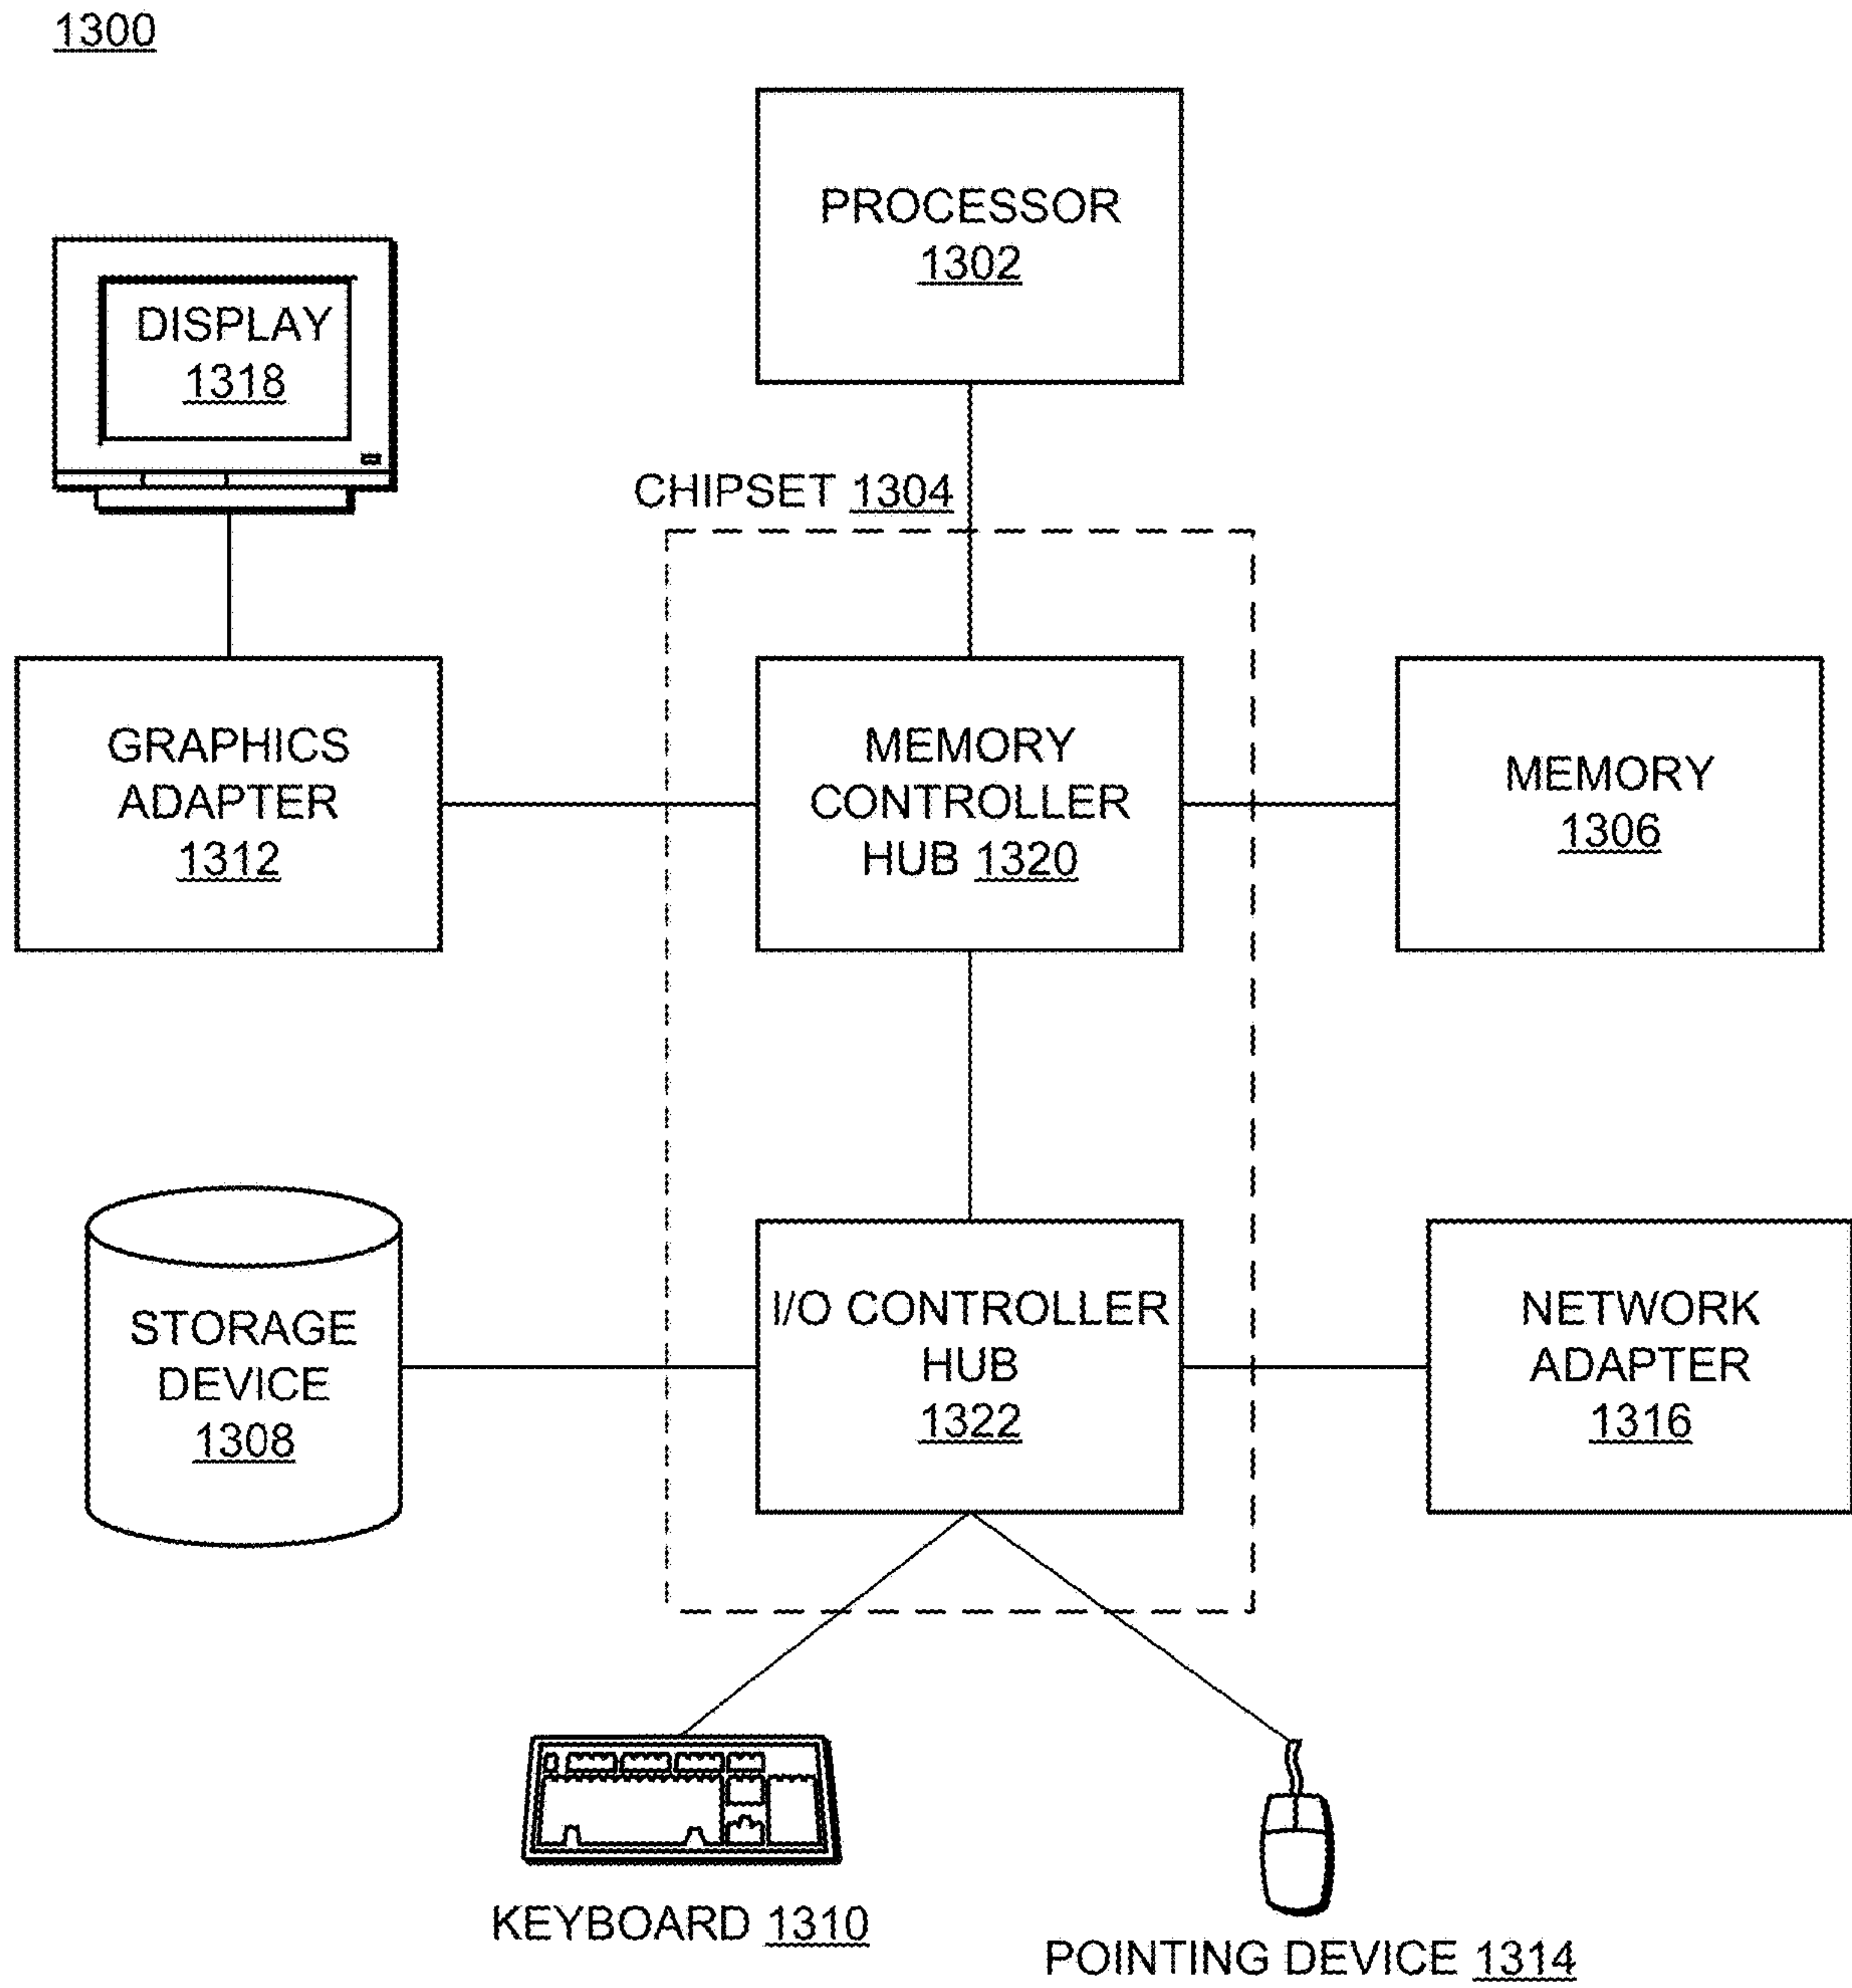 1300
PROCESSOR
1302
DISPLAY
1318
CHIPSET 1304
GRAPHICS
ADAPTER
1312
MEMORY
CONTROLLER
HUB 1320
MEMORY
1306
STORAGE
DEVICE
1308
I/O CONTROLLER
HUB
1322
NETWORK
ADAPTER
1316
KEYBOARD 1310
POINTING DEVICE 1314